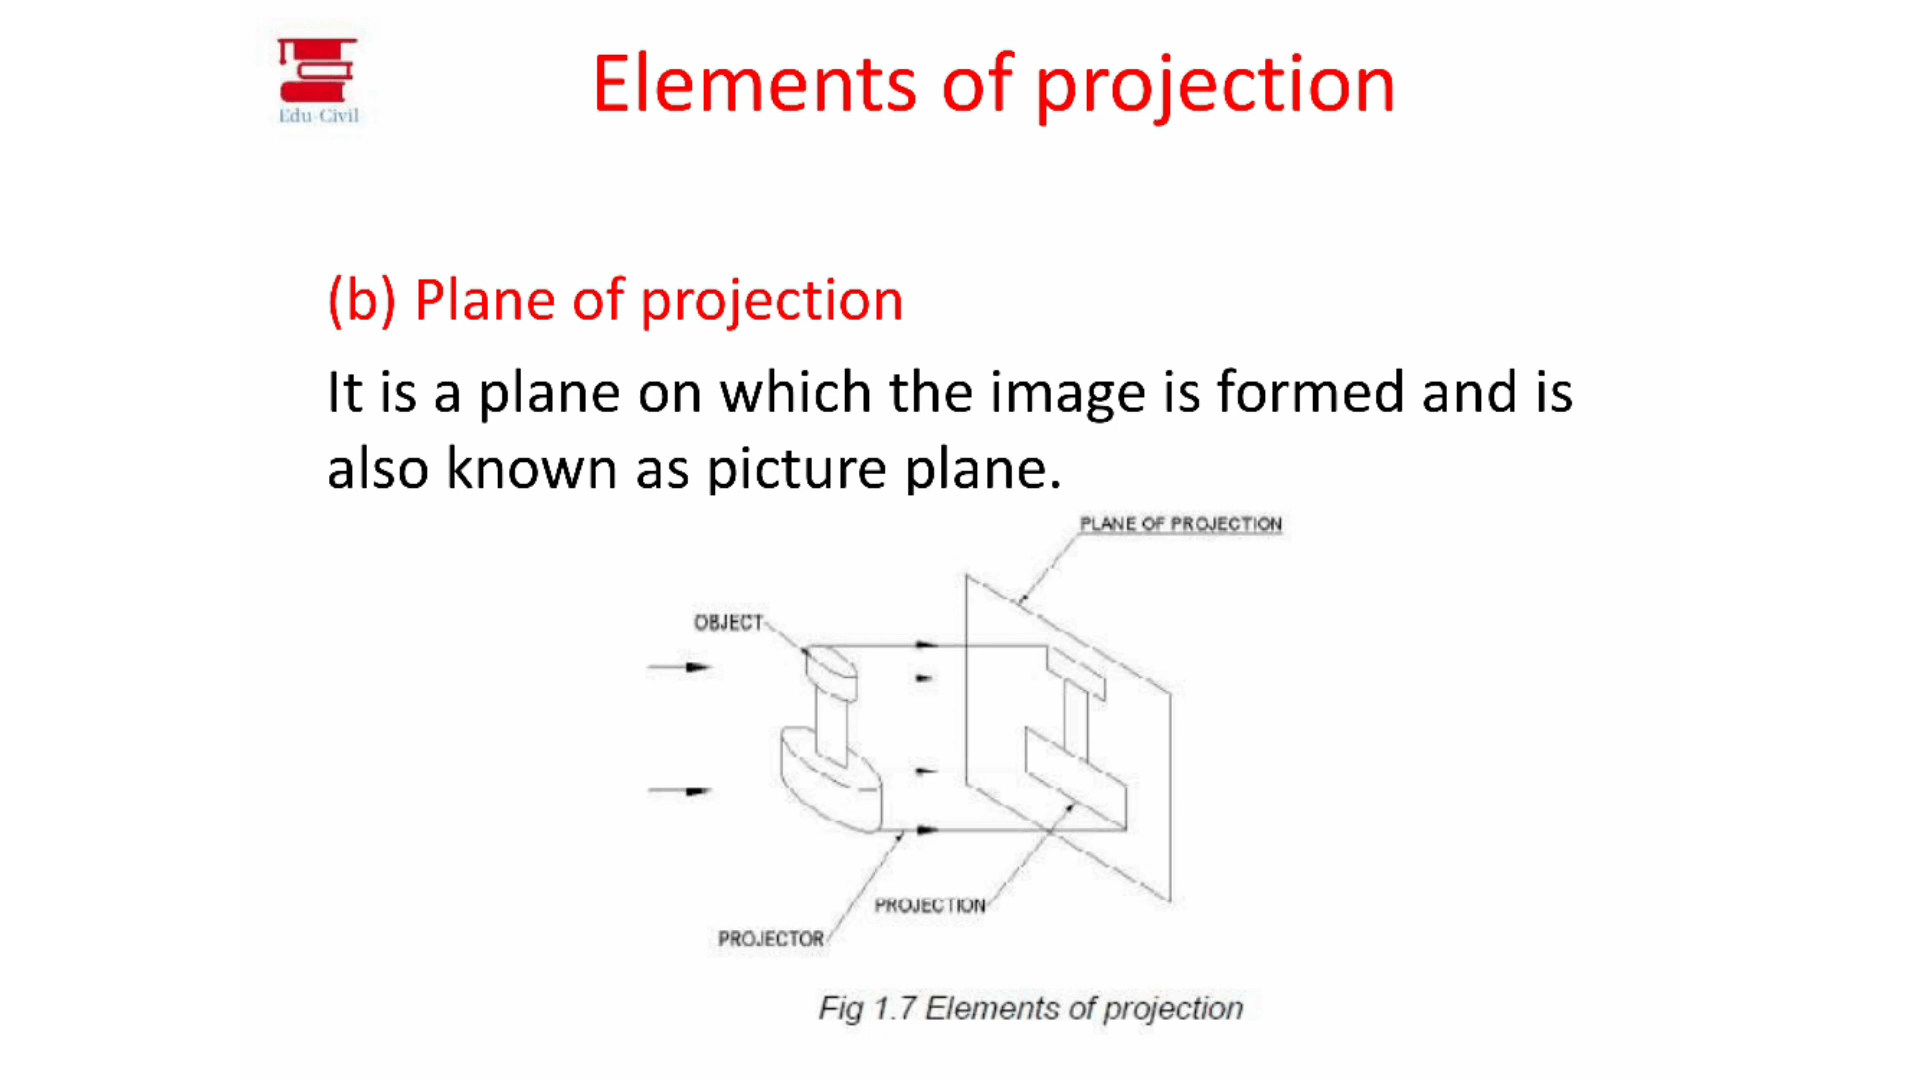 Edu-Civil
Elements of projection
(b) Plane of projection
It is a plane on which the image is formed and is
also known as picture plane.
PLANE OF PROJECTION
OBJECT
PROJECTION
PROJECTOR
Fig 1.7 Elements of projection